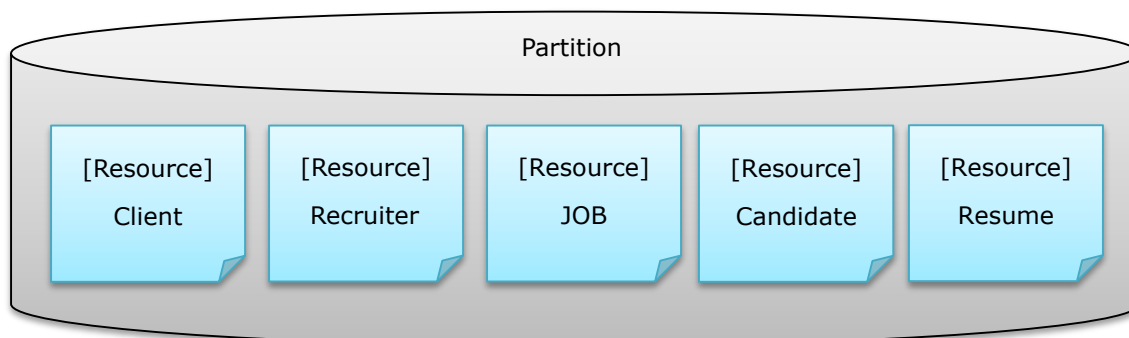 Partition
[Resource]
Client
[Resource]
Recruiter
[Resource]
JOB
[Resource]
Candidate
[Resource]
Resume